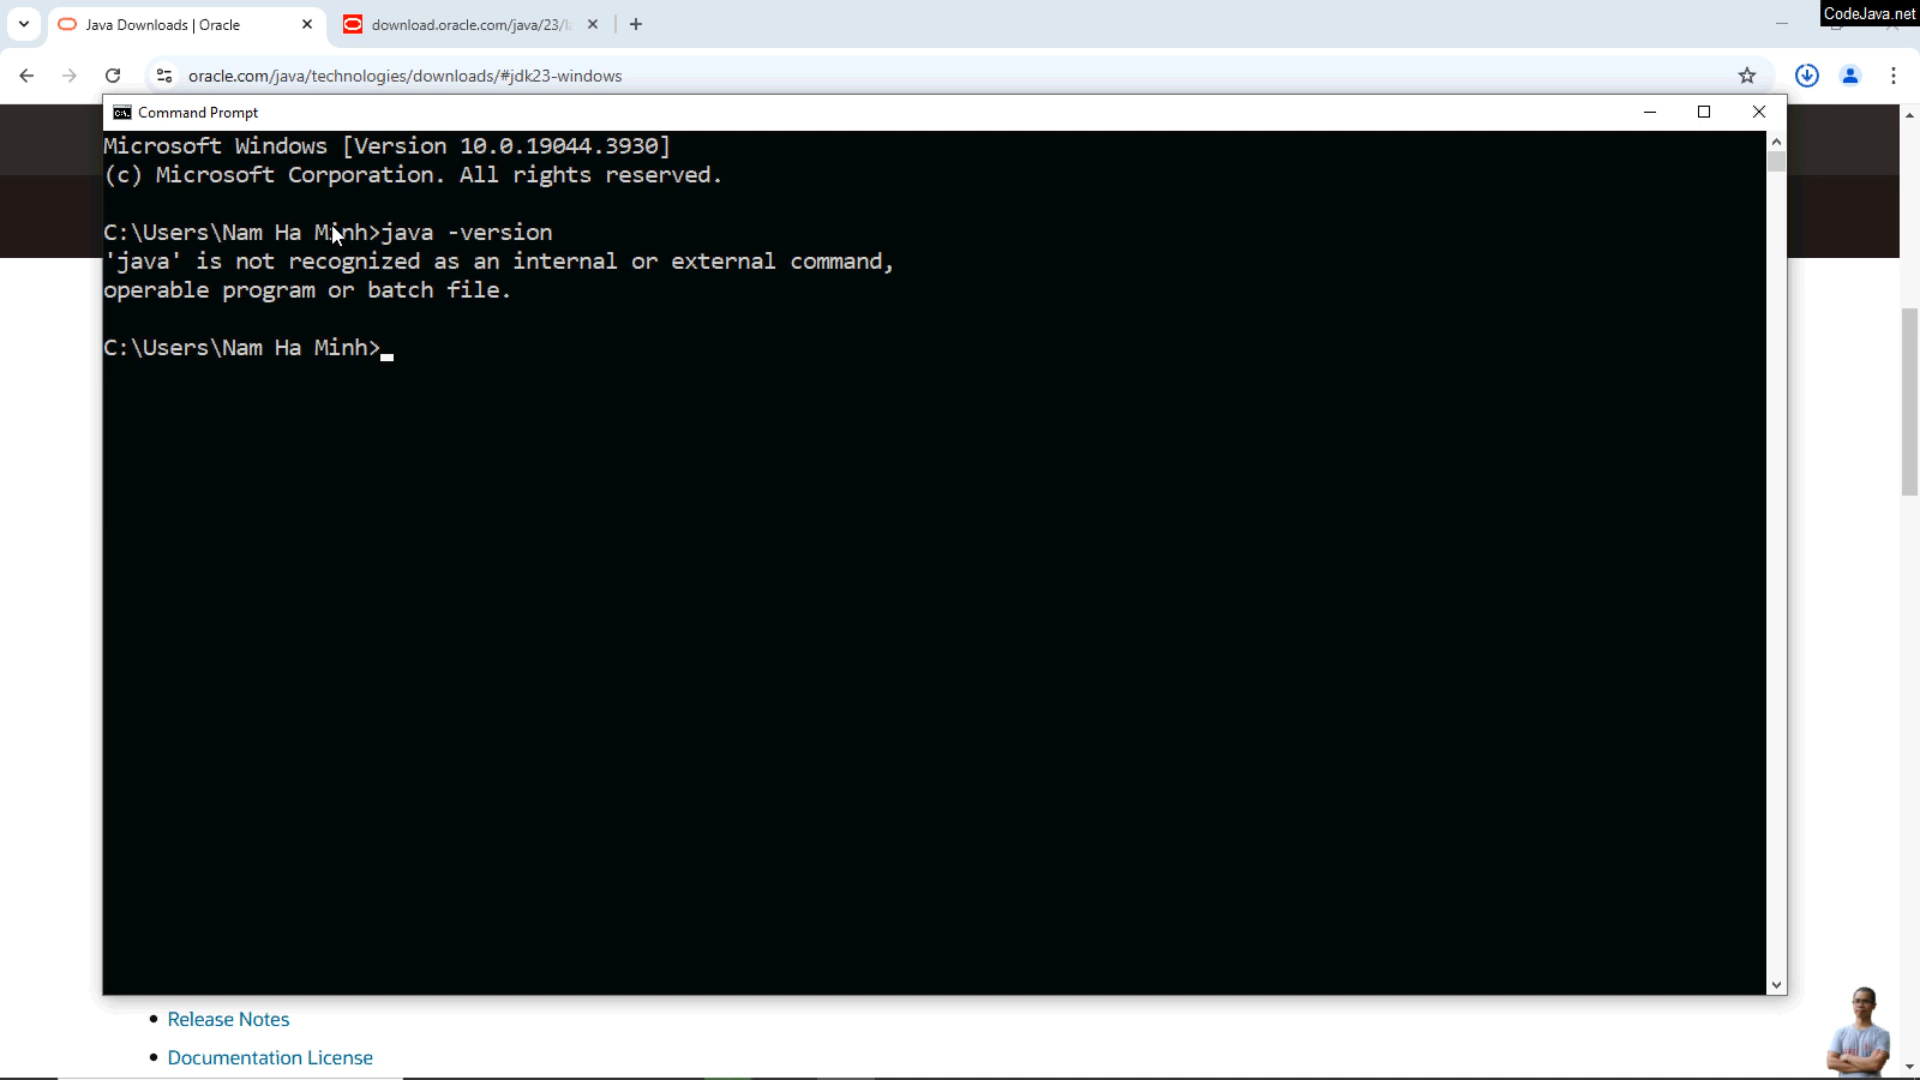 CodeJava.net
Java Downloads | Oracle
download.oracle.com/java/23/l
oracle.com/java/technologies/downloads/#jdk23-windows
Command Prompt
Microsoft Windows [Version 10.0.19044.3930]
(c) Microsoft Corporation. All rights reserved.
C:\Users\Nam Ha Minh>java -version
'java' is not recognized as an internal or external command,
operable program or batch file.
C:\Users\Nam Ha Minh>
Release Notes
Documentation License